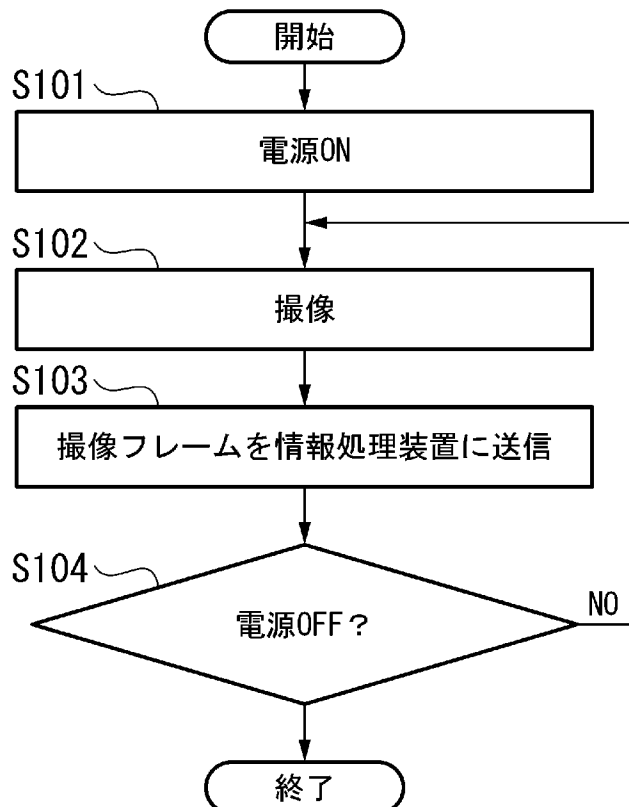 開始
S101
電源ON
S102
撮像
S103
撮像フレームを情報処理装置に送信
S104
電源OFF？
NO
終了